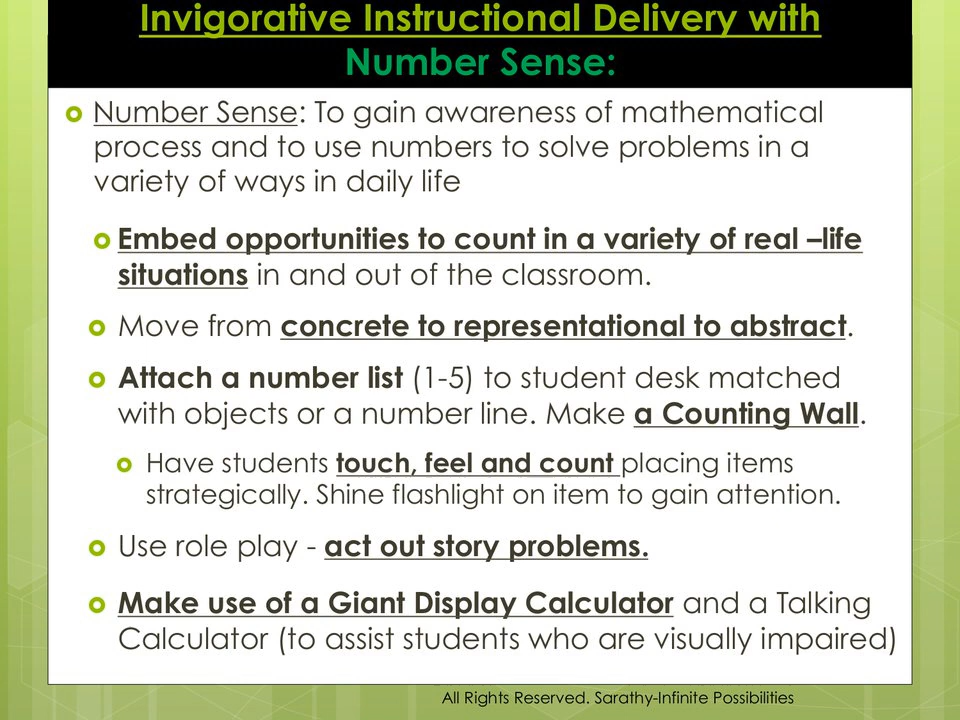 Invigorative Instructional Delivery with
Number Sense:
Number Sense: To gain awareness of mathematical
process and to use numbers to solve problems in a
variety of ways in daily life
Embed opportunities to count in a variety of real –life
situations in and out of the classroom.
Move from concrete to representational to abstract.
Attach a number list (1-5) to student desk matched
with objects or a number line. Make a Counting Wall.
Have students touch, feel and count placing items
strategically. Shine flashlight on item to gain attention.
Use role play - act out story problems.
Make use of a Giant Display Calculator and a Talking
Calculator (to assist students who are visually impaired)
All Rights Reserved. Sarathy-Infinite Possibilities